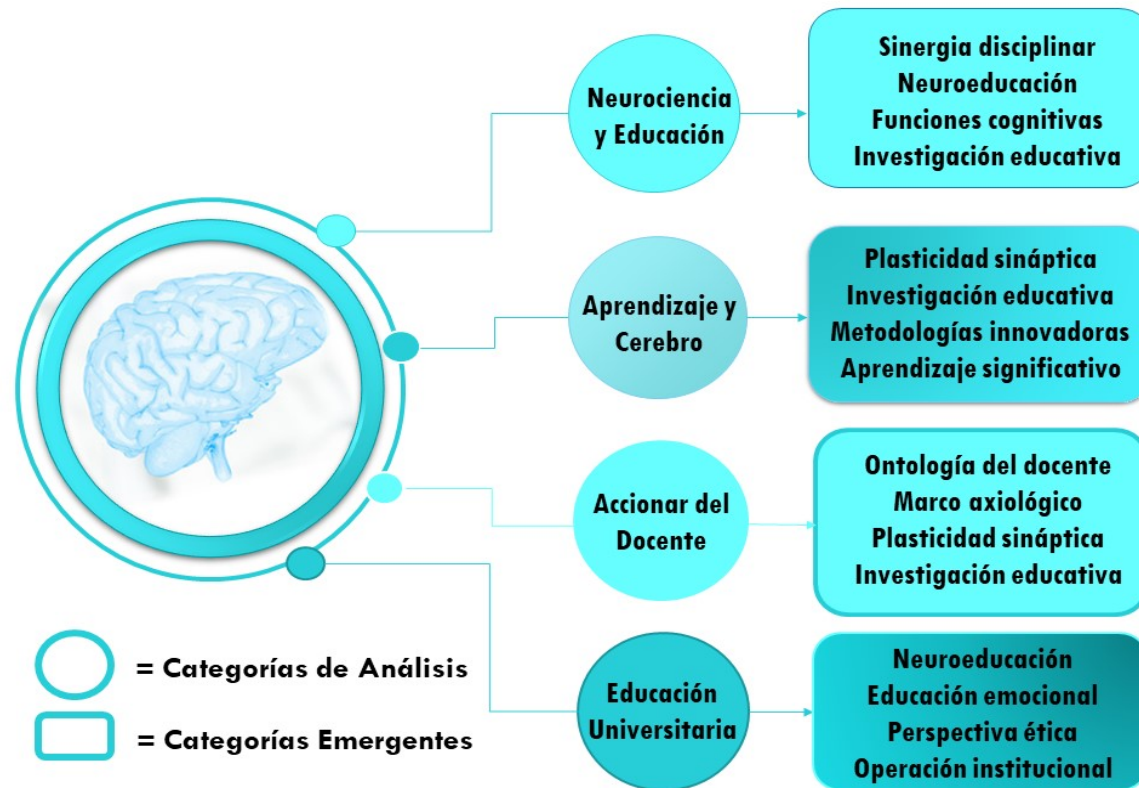 Neurociencia
y Educación
Sinergia disciplinar
Neuroeducación
Funciones cognitivas
Investigación educativa
Aprendizaje y
Cerebro
Plasticidad sináptica
Investigación educativa
Metodologías innovadoras
Aprendizaje significativo
Accionar del
Docente
Ontología del docente
Marco axiológico
Plasticidad sináptica
Investigación educativa
Educación
Universitaria
Neuroeducación
Educación emocional
Perspectiva ética
Operación institucional
= Categorías de Análisis
= Categorías Emergentes